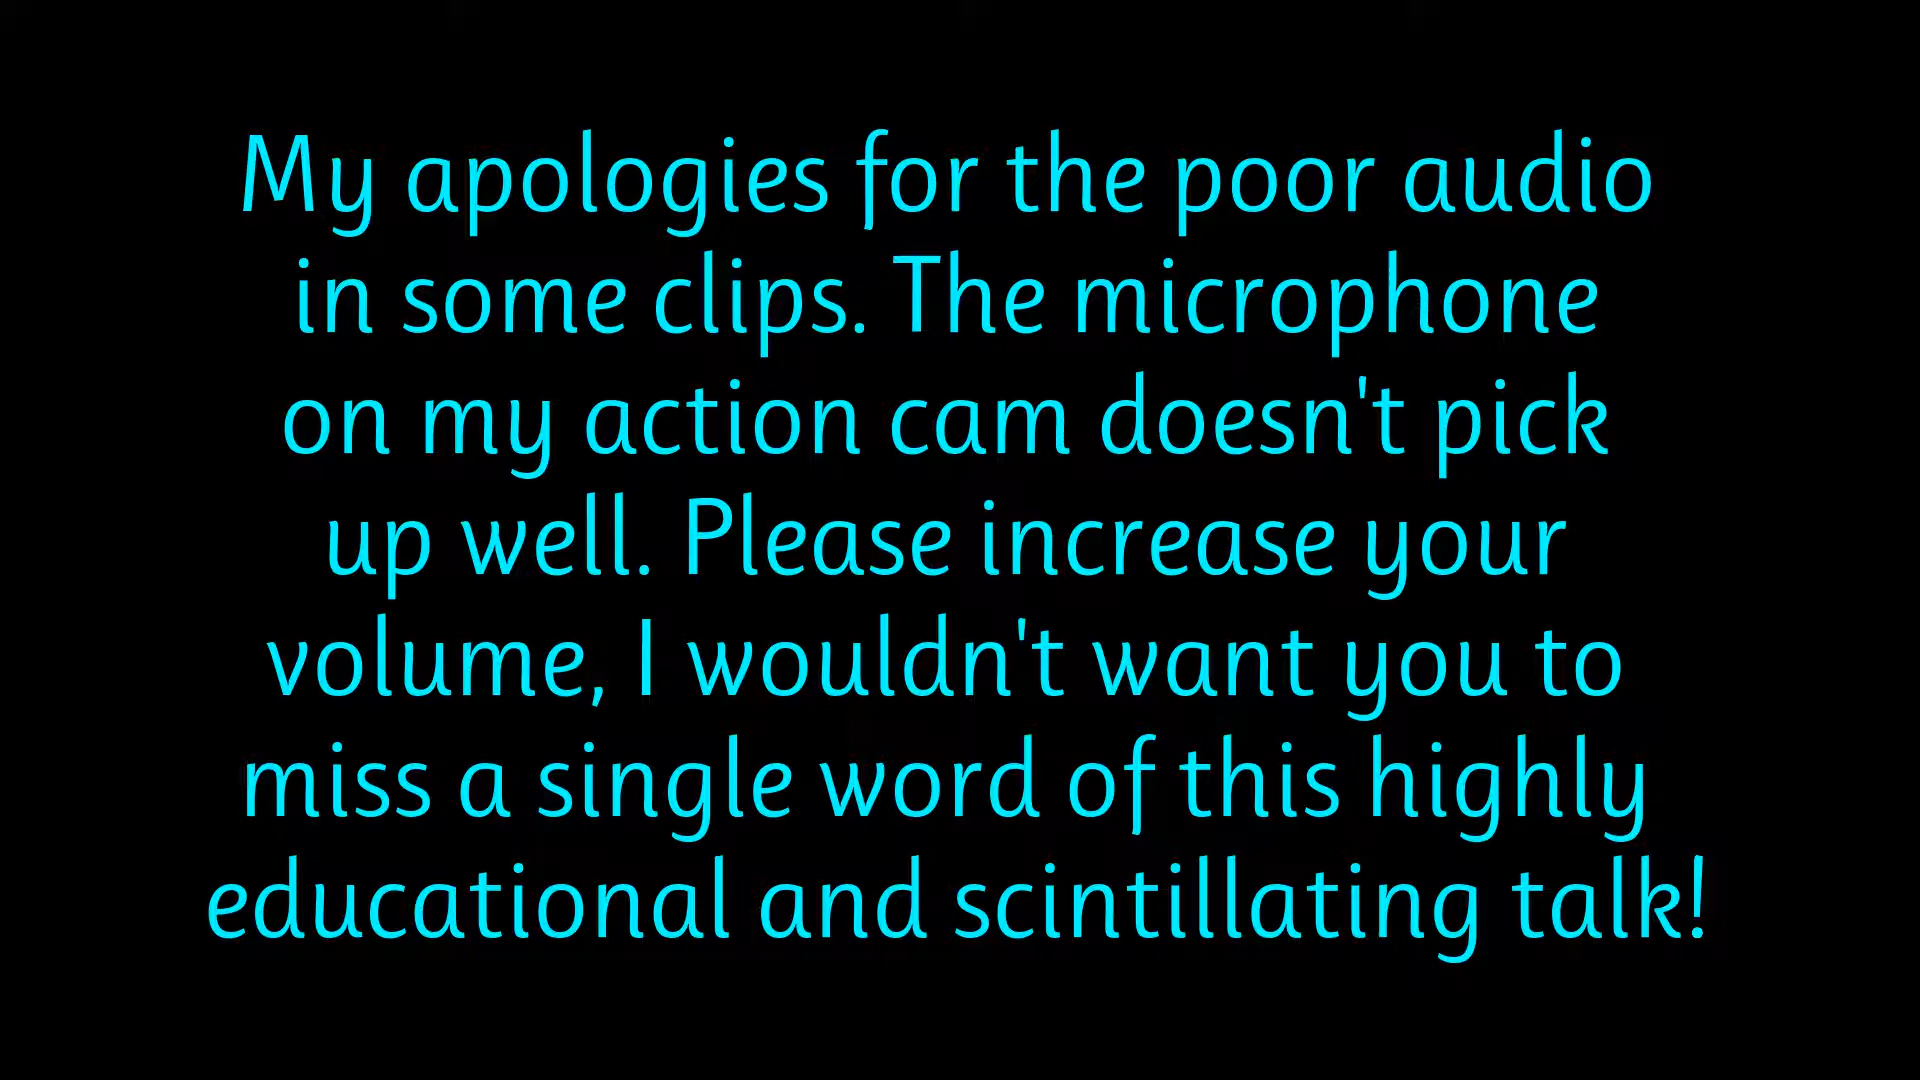 My apologies for the poor audio
in some clips. The microphone
on my action cam doesn't pick
up well. Please increase your
volume, I wouldn't want you to
miss a single word of this highly
educational and scintillating talk!